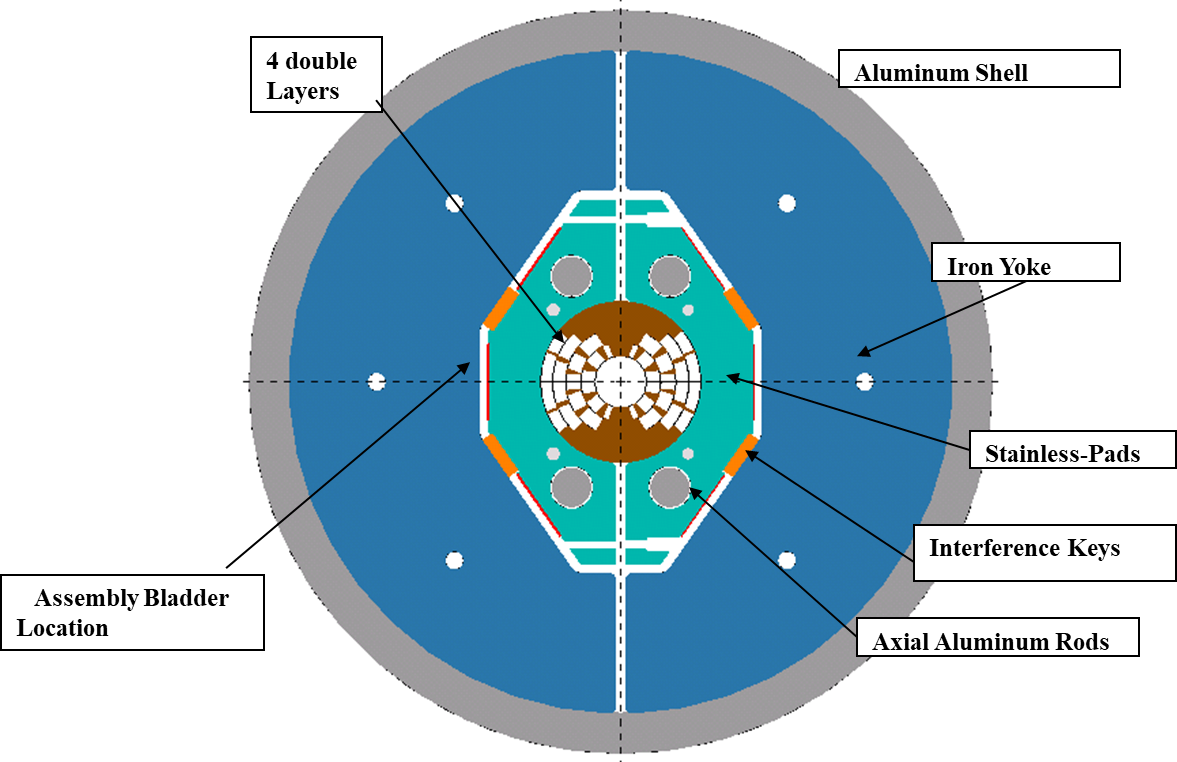 4 double
Layers
Aluminum Shell
Iron Yoke
Stainless-Pads
Interference Keys
Assembly Bladder
Location
Axial Aluminum Rods